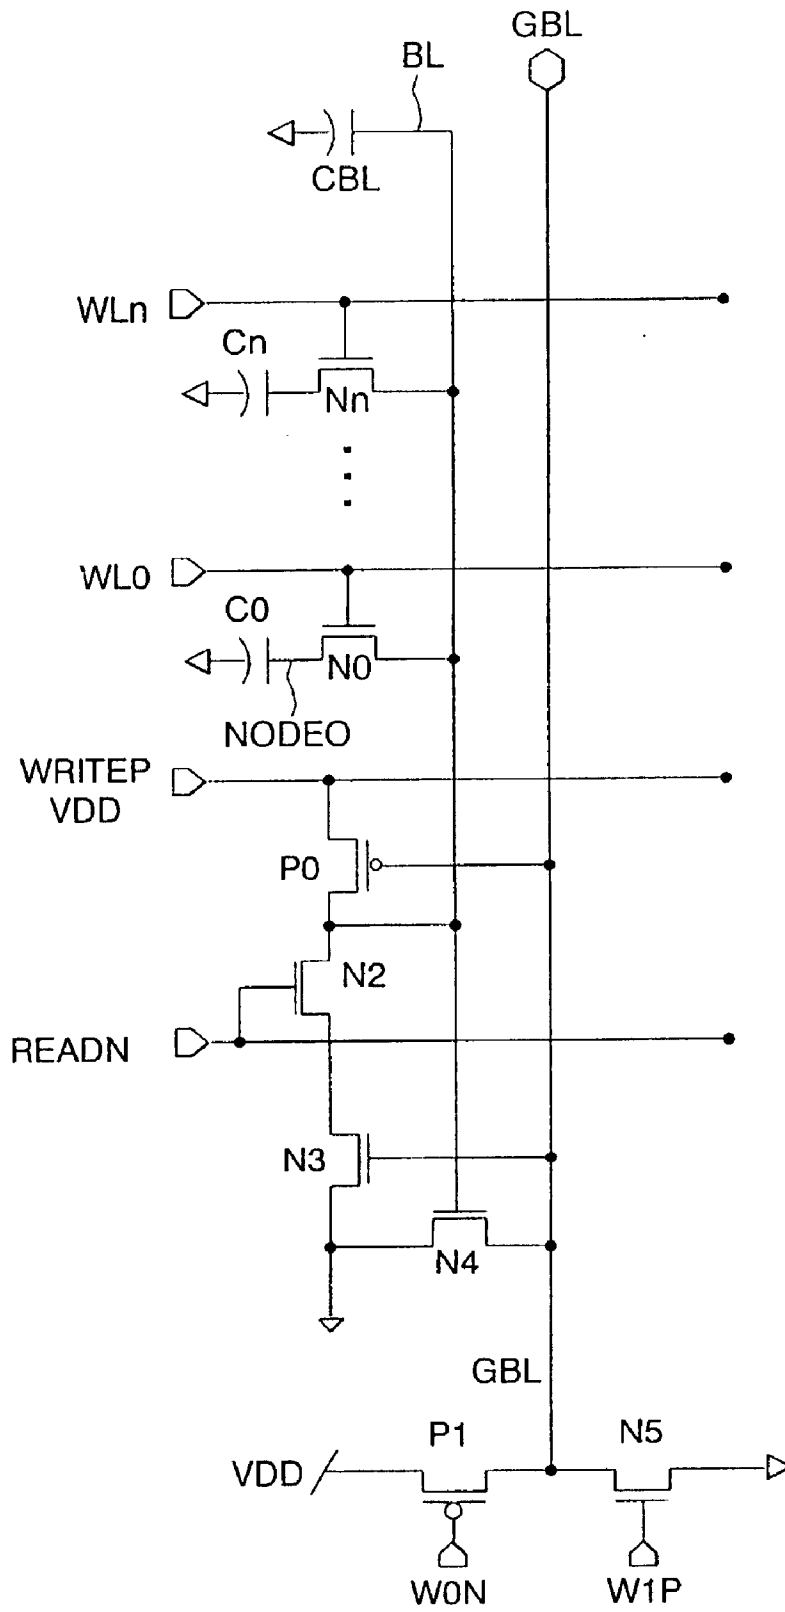 GBL
BL
CBL
WLn
Cn
Nn
WL0
C0
N0
NODEO
WRITEP
VDD
P0
N2
READN
N3
N4
GBL
P1
N5
VDD
W0N
W1P